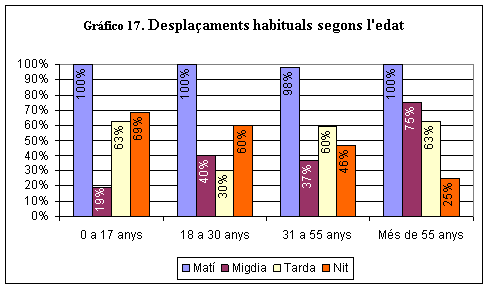 Gráfico 17. Desplaçaments habituals segons l'edat
100%
90%
80%
70%
60%
50%
40%
30%
20%
10%
0%
100% 19% 63% 69%
100% 40% 30% 60%
98% 37% 60% 46%
100% 75% 63% 25%
0 a 17 anys 18 a 30 anys 31 a 55 anys Més de 55 anys
Matí Migdia Tarda Nit